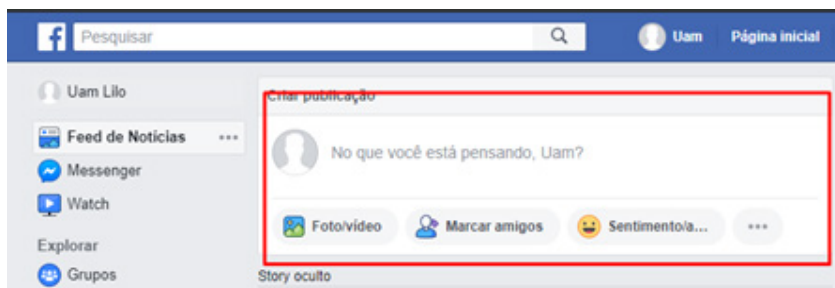 f Pesquisar Uam Página inicial
Uam Lilo
Feed de Notícias
Messenger
Watch
Explorar
Grupos
Criar publicação
No que você está pensando, Uam?
Foto/vídeo Marcar amigos Sentimento/a...
Story oculto